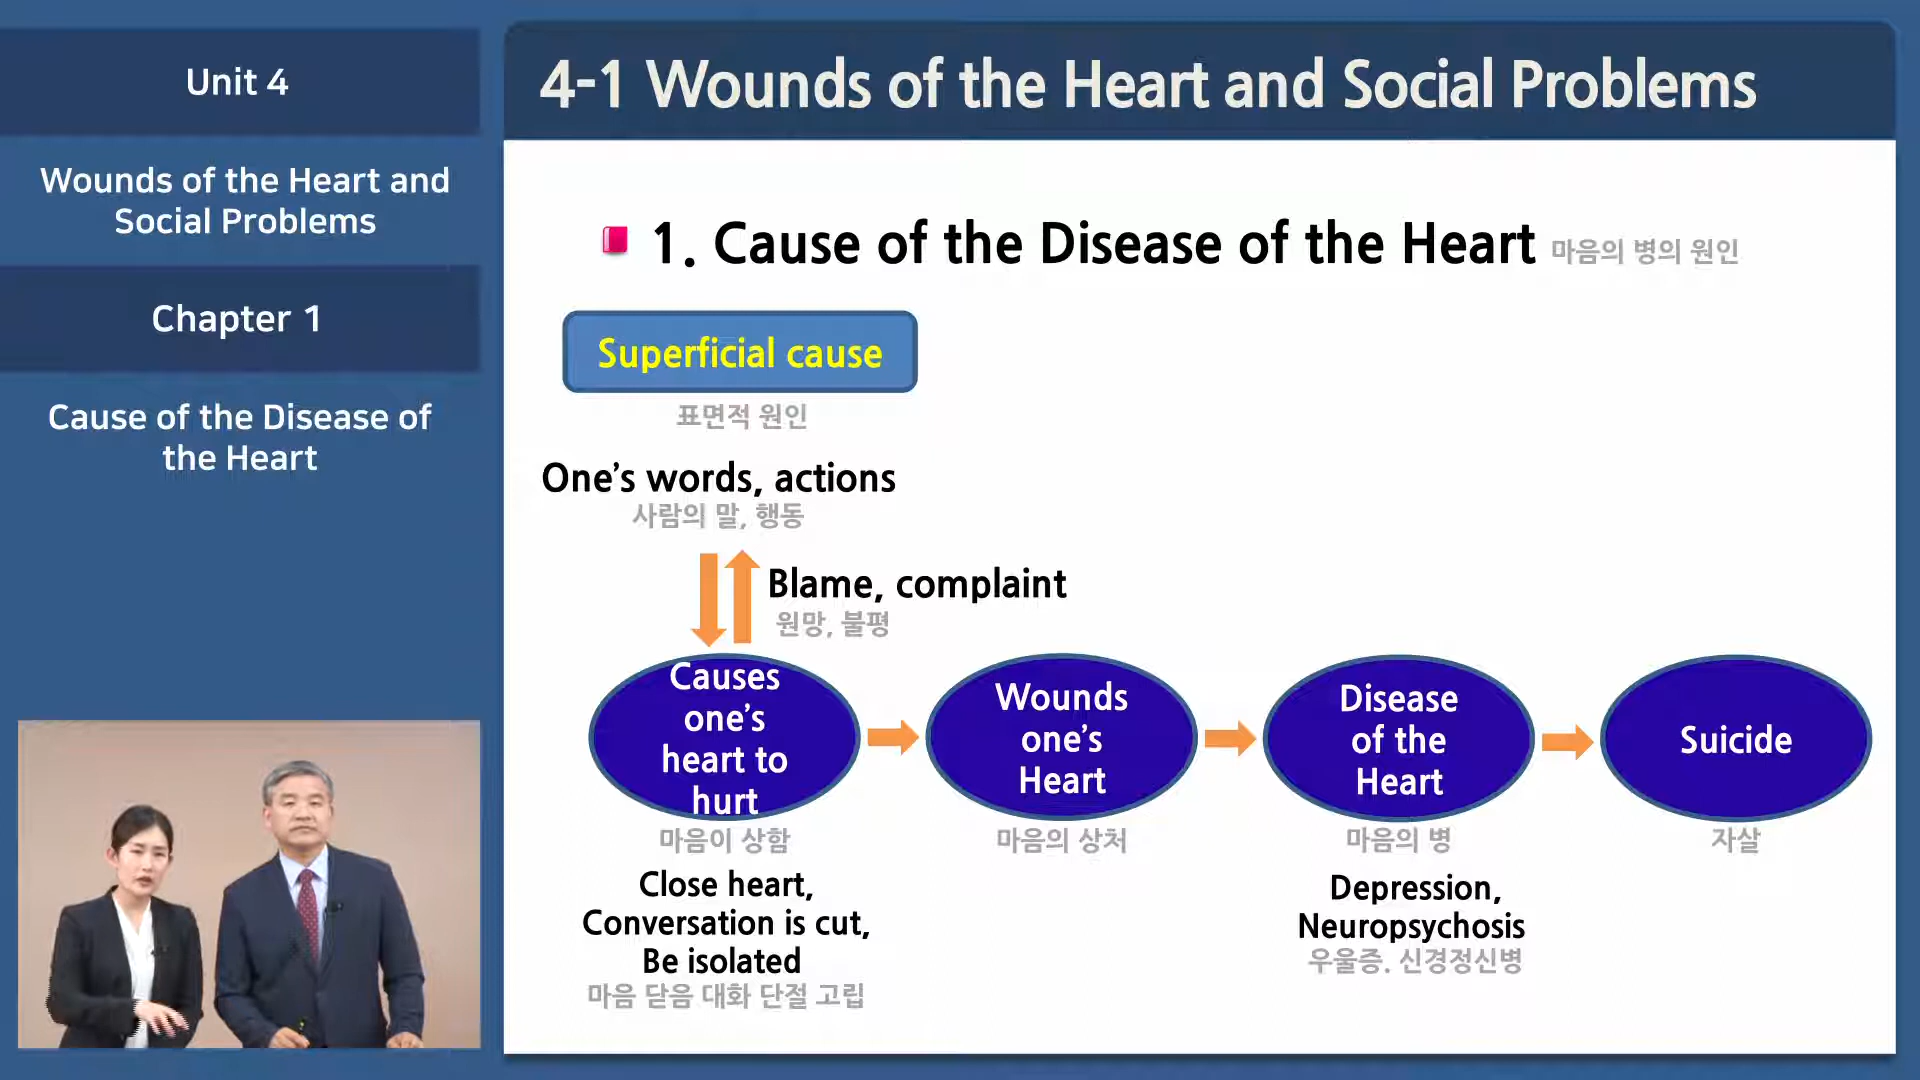 Unit 4
Wounds of the Heart and
Social Problems
Chapter 1
Cause of the Disease of
the Heart
4-1 Wounds of the Heart and Social Problems
1. Cause of the Disease of the Heart 마음의 병의 원인
Superficial cause
표면적 원인
One's words, actions
사람의 말, 행동
Blame, complaint
원망, 불평
Causes
one's
heart to
hurt
마음이 상함
Close heart,
Conversation is cut,
Be isolated
마음 닫음 대화 단절 고립
Wounds
one's
Heart
마음의 상처
Disease
of the
Heart
마음의 병
Depression,
Neuropsychosis
우울증. 신경정신병
Suicide
자살